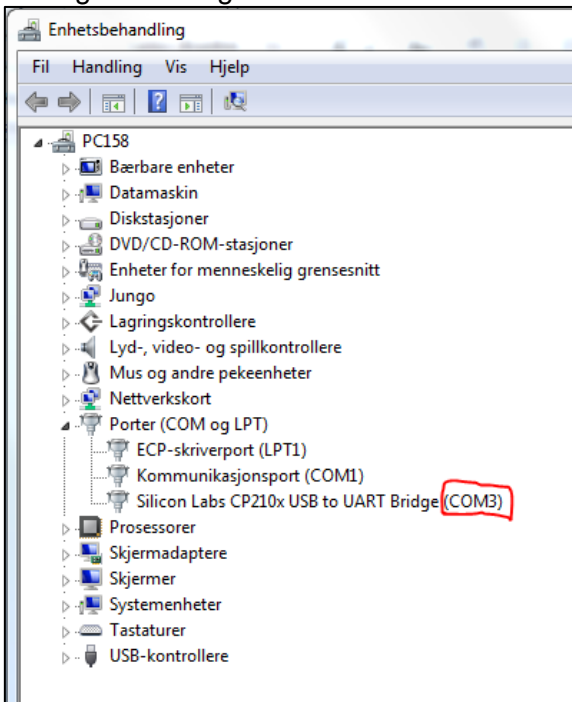 Enhetsbehandling
Fil Handling Vis Hjelp
PC158
Bærbare enheter
Datamaskin
Diskstasjoner
DVD/CD-ROM-stasjoner
Enheter for menneskelig grensesnitt
Jungo
Lagringskontrollere
Lyd-, video- og spillkontrollere
Mus og andre pekeenheter
Nettverkskort
Porter (COM og LPT)
ECP-skriverport (LPT1)
Kommunikasjonsport (COM1)
Silicon Labs CP210x USB to UART Bridge (COM3)
Prosessorer
Skjermadaptere
Skjermer
Systemenheter
Tastaturer
USB-kontrollere